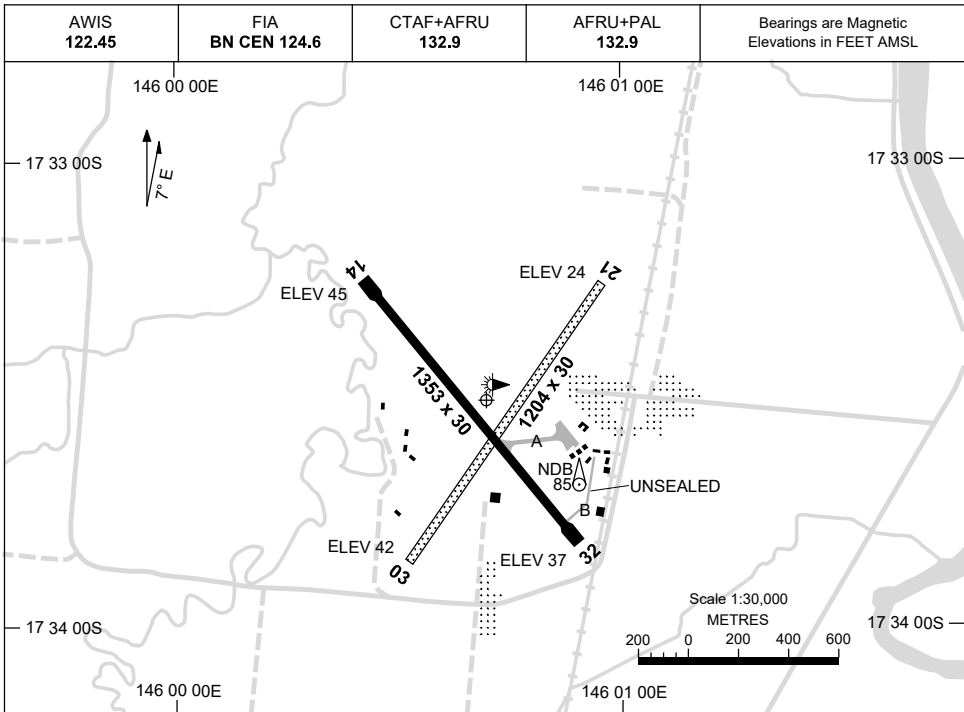 AWIS
122.45
FIA
BN CEN 124.6
CTAF+AFRU
132.9
AFRU+PAL
132.9
Bearings are Magnetic
Elevations in FEET AMSL
146 00 00E
146 01 00E
17 33 00S
17 33 00S
7° E
14
21
ELEV 24
ELEV 45
1353 x 30
1204 x 30
A
NDB
85
UNSEALED
B
ELEV 42
ELEV 37
03
32
Scale 1:30,000
METRES
200 0 200 400 600
17 34 00S
17 34 00S
146 00 00E
146 01 00E